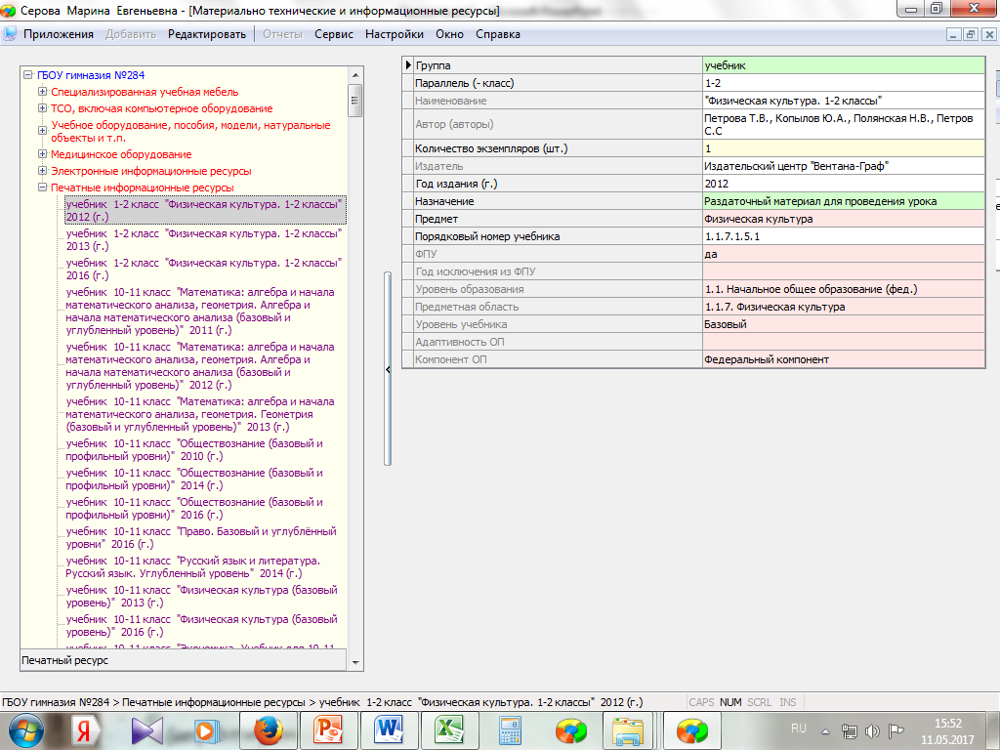 Серова Марина Евгеньевна - [Материально технические и информационные ресурсы]
Приложения Добавить Редактировать Отчеты Сервис Настройки Окно Справка
ГБОУ гимназия №284
Специализированная учебная мебель
ТСО, включая компьютерное оборудование
Учебное оборудование, пособия, модели, натуральные
объекты и т.п.
Медицинское оборудование
Электронные информационные ресурсы
Печатные информационные ресурсы
учебник 1-2 класс "Физическая культура. 1-2 классы"
2012 (г.)
учебник 1-2 класс "Физическая культура. 1-2 классы"
2013 (г.)
учебник 1-2 класс "Физическая культура. 1-2 классы"
2016 (г.)
учебник 10-11 класс "Математика: алгебра и начала
математического анализа, геометрия. Алгебра и
начала математического анализа (базовый и
углубленный уровень)" 2011 (г.)
учебник 10-11 класс "Математика: алгебра и начала
математического анализа, геометрия. Алгебра и
начала математического анализа (базовый и
углубленный уровень)" 2012 (г.)
учебник 10-11 класс "Математика: алгебра и начала
математического анализа, геометрия. Геометрия
(базовый и углубленный уровень)" 2013 (г.)
учебник 10-11 класс "Обществознание (базовый и
профильный уровни)" 2010 (г.)
учебник 10-11 класс "Обществознание (базовый и
профильный уровни)" 2014 (г.)
учебник 10-11 класс "Обществознание (базовый и
профильный уровни)" 2016 (г.)
учебник 10-11 класс "Право. Базовый и углублённый
уровни" 2016 (г.)
учебник 10-11 класс "Русский язык и литература.
Русский язык. Углубленный уровень" 2014 (г.)
учебник 10-11 класс "Физическая культура (базовый
уровень)" 2013 (г.)
учебник 10-11 класс "Физическая культура (базовый
уровень)" 2016 (г.)
учебник 10-11 класс "Экономика. Учебник для 10-11
Печатный ресурс
Группа учебник
Параллель (- класс) 1-2
Наименование "Физическая культура. 1-2 классы"
Автор (авторы) Петрова Т.В., Копылов Ю.А., Полянская Н.В., Петров
С.С
Количество экземпляров (шт.) 1
Издатель Издательский центр "Вентана-Граф"
Год издания (г.) 2012
Назначение Раздаточный материал для проведения урока
Предмет Физическая культура
Порядковый номер учебника 1.1.7.1.5.1
ФПУ да
Год исключения из ФПУ
Уровень образования 1.1. Начальное общее образование (фед.)
Предметная область 1.1.7. Физическая культура
Уровень учебника Базовый
Адаптивность ОП
Компонент ОП Федеральный компонент
ГБОУ гимназия №284 > Печатные информационные ресурсы > учебник 1-2 класс "Физическая культура. 1-2 классы" 2012 (г.) CAPS NUM SCRL INS
RU 15:52
11.05.2017